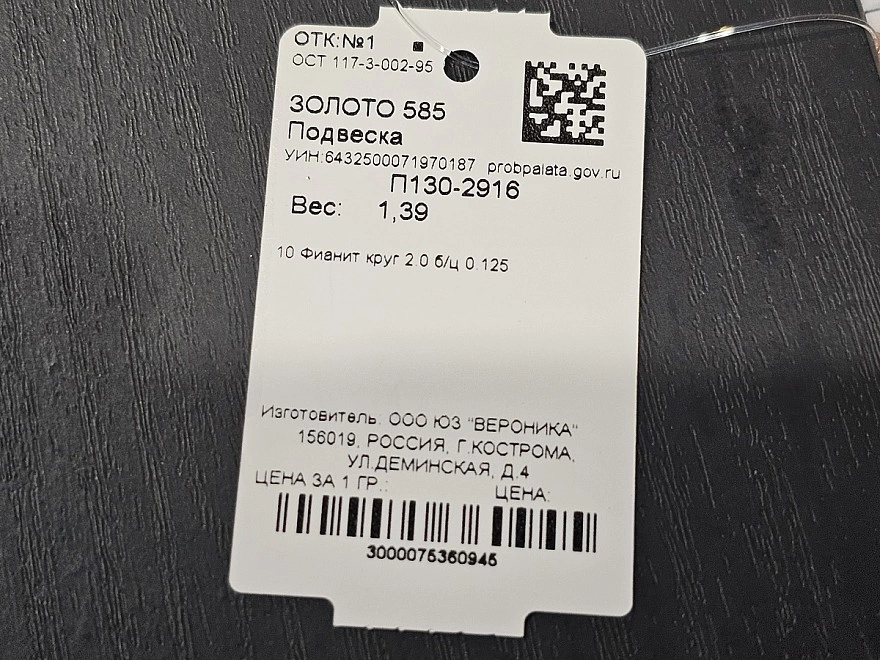 ОТК:№1
ОСТ 117-3-002-95
ЗОЛОТО 585
Подвеска
УИН:6432500071970187 probpalata.gov.ru
П130-2916
Вес: 1,39
10 Фианит круг 2.0 б/ц 0.125
Изготовитель: ООО ЮЗ "ВЕРОНИКА"
156019, РОССИЯ, Г.КОСТРОМА,
УЛ.ДЕМИНСКАЯ, Д.4
ЦЕНА ЗА 1 ГР.: ЦЕНА:
3000075360945